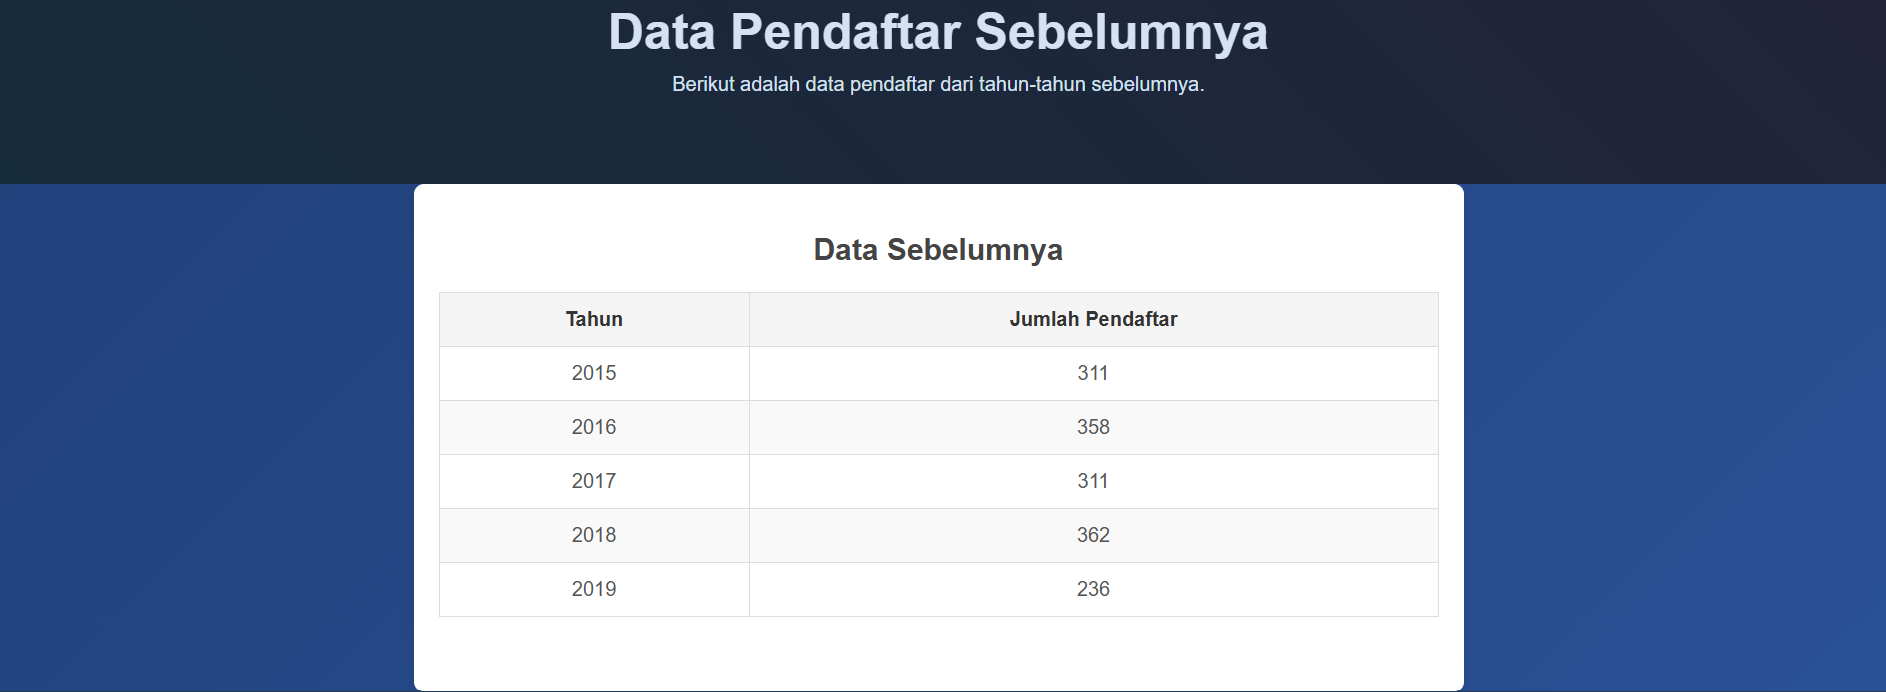 Data Pendaftar Sebelumnya
Berikut adalah data pendaftar dari tahun-tahun sebelumnya.
Data Sebelumnya
Tahun Jumlah Pendaftar
2015 311
2016 358
2017 311
2018 362
2019 236